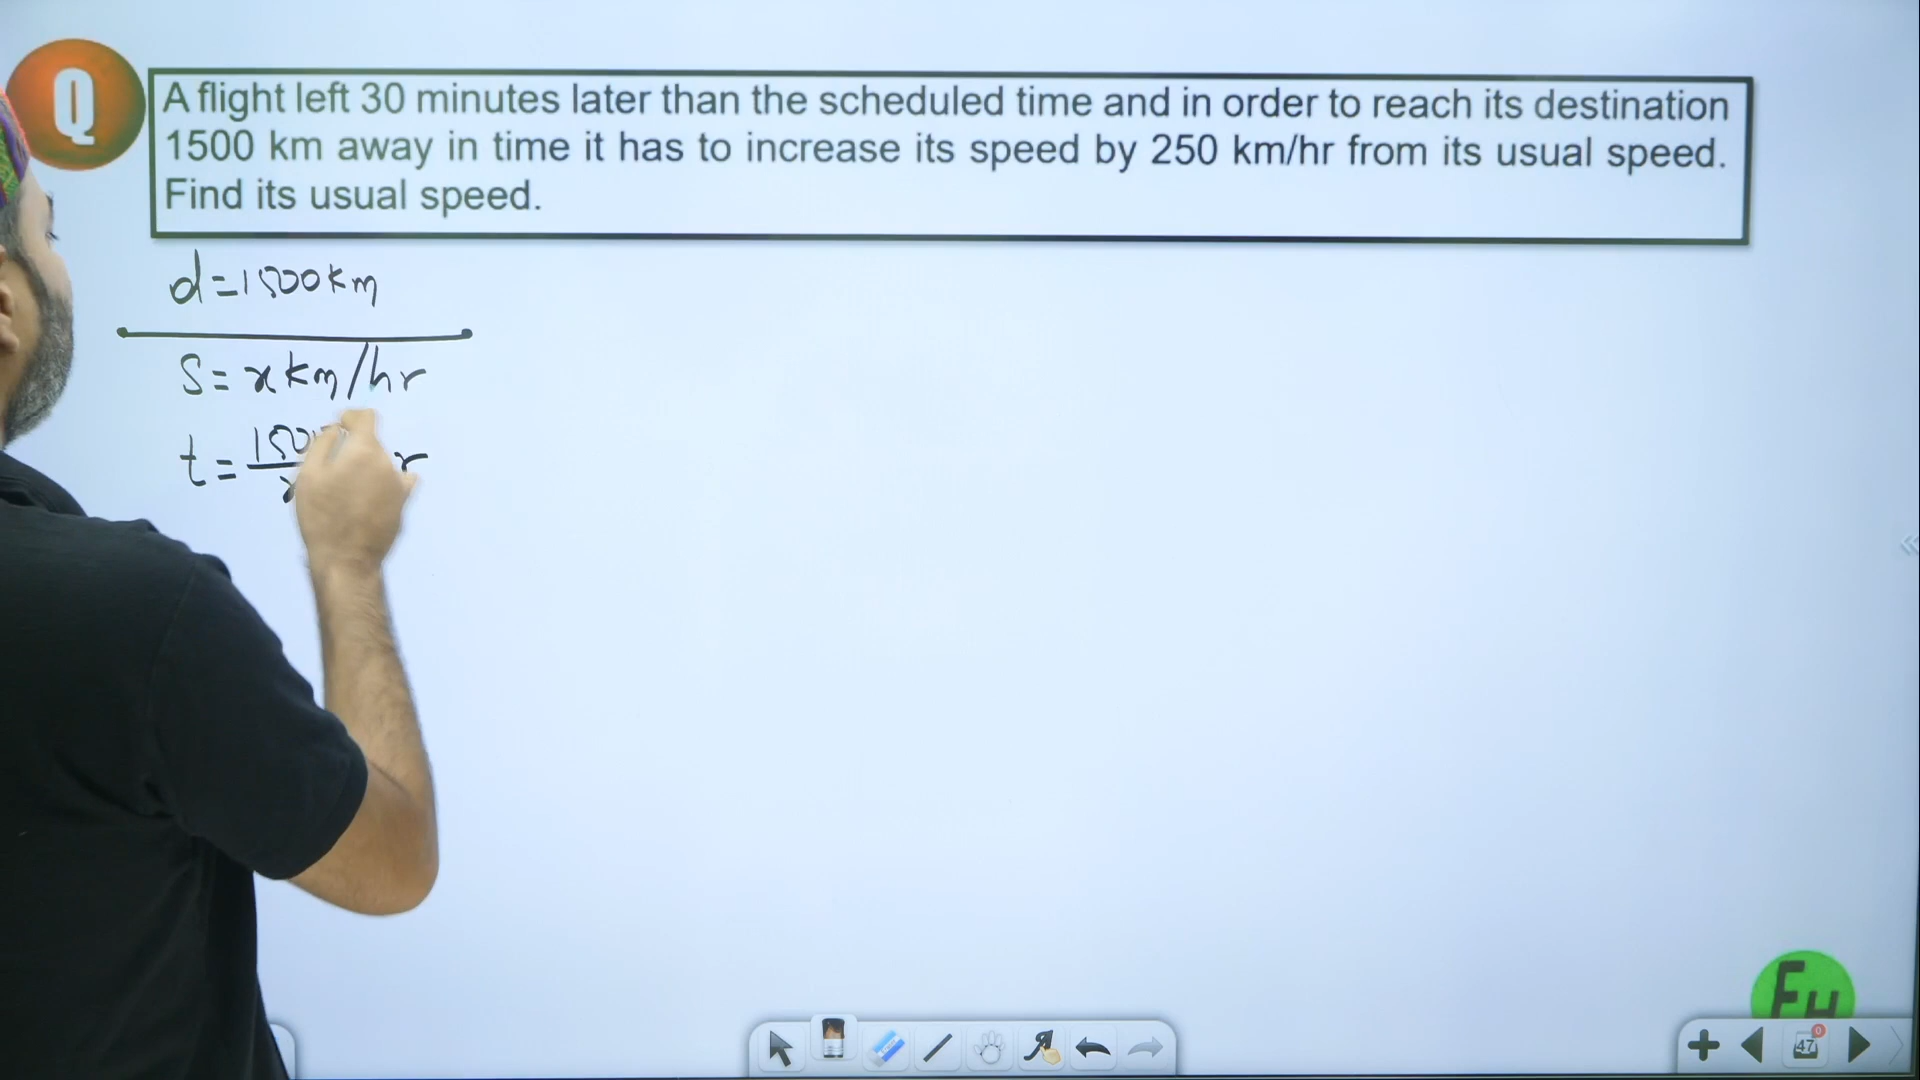 Q
A flight left 30 minutes later than the scheduled time and in order to reach its destination
1500 km away in time it has to increase its speed by 250 km/hr from its usual speed.
Find its usual speed.
d=1500km
S= x km/hr
t=
47
0